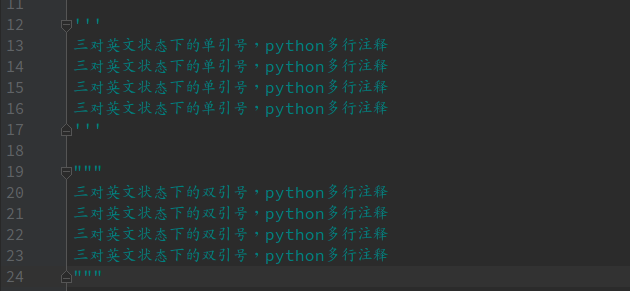 11
12 '''
13 三对英文状态下的单引号，python多行注释
14 三对英文状态下的单引号，python多行注释
15 三对英文状态下的单引号，python多行注释
16 三对英文状态下的单引号，python多行注释
17 '''
18
19 """
20 三对英文状态下的双引号，python多行注释
21 三对英文状态下的双引号，python多行注释
22 三对英文状态下的双引号，python多行注释
23 三对英文状态下的双引号，python多行注释
24 """